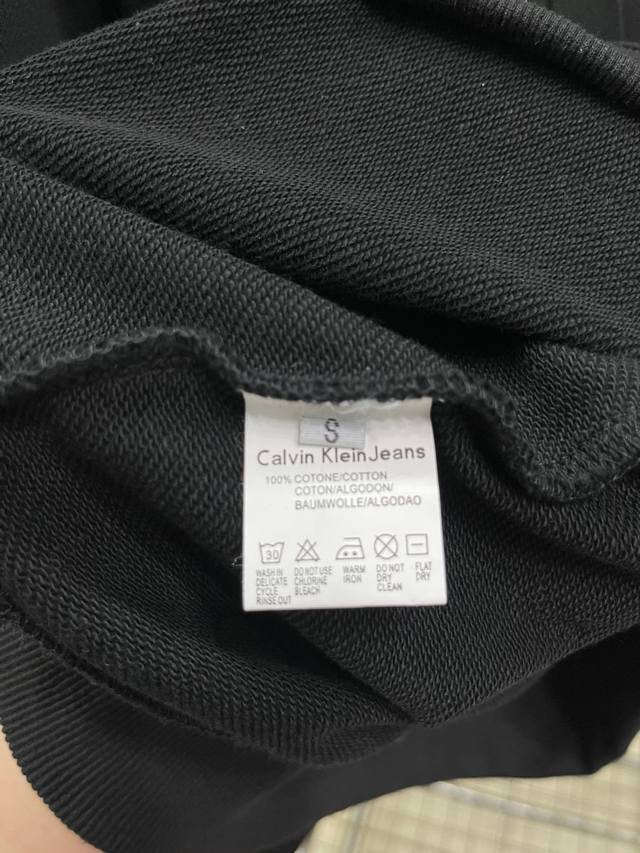 S
Calvin KleinJeans
100% COTONE/COTTON
COTON/ALGODON/
BAUMWOLLE/ALGODAO
30
WASH IN DELICATE CYCLE RINSE OUT
DO NOT USE CHLORINE BLEACH
WARM IRON
DO NOT DRY CLEAN
FLAT DRY